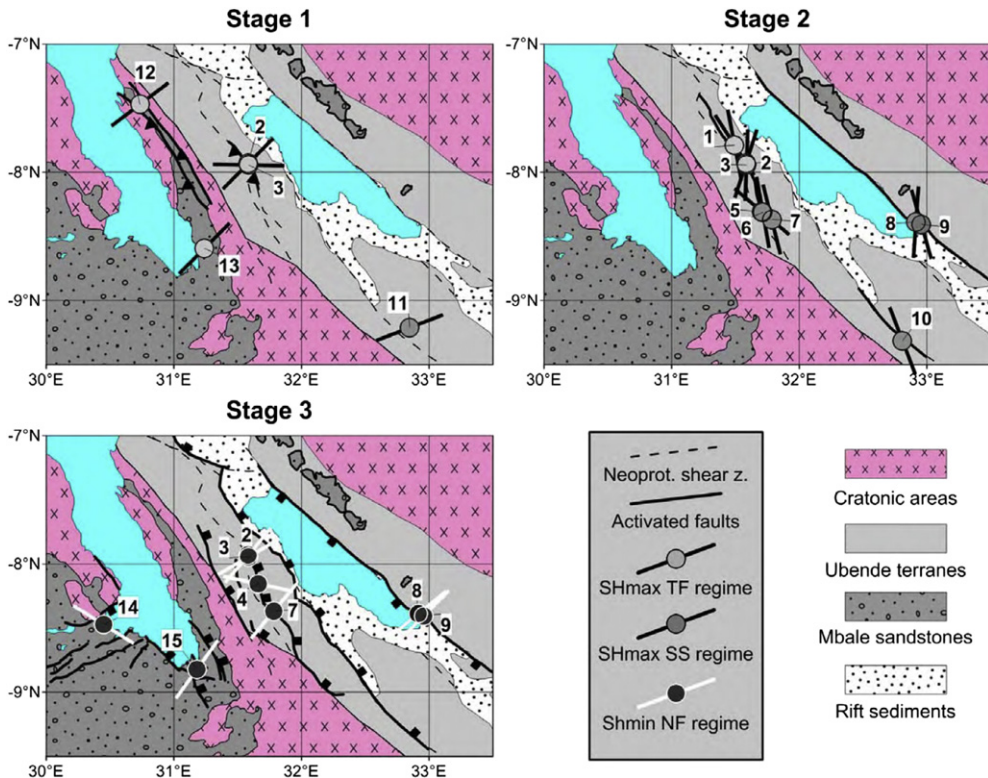 Stage 1
-7°N
-8°N
-9°N
30°E
31°E
32°E
33°E
12
2
3
13
11
Stage 2
-7°N
-8°N
-9°N
30°E
31°E
32°E
33°E
1
3
2
5
6
7
8
9
10
Stage 3
-7°N
-8°N
-9°N
30°E
31°E
32°E
33°E
2
3
4
7
8
9
14
15
Neoprot. shear z.
Activated faults
SHmax TF regime
SHmax SS regime
Shmin NF regime
Cratonic areas
Ubende terranes
Mbale sandstones
Rift sediments